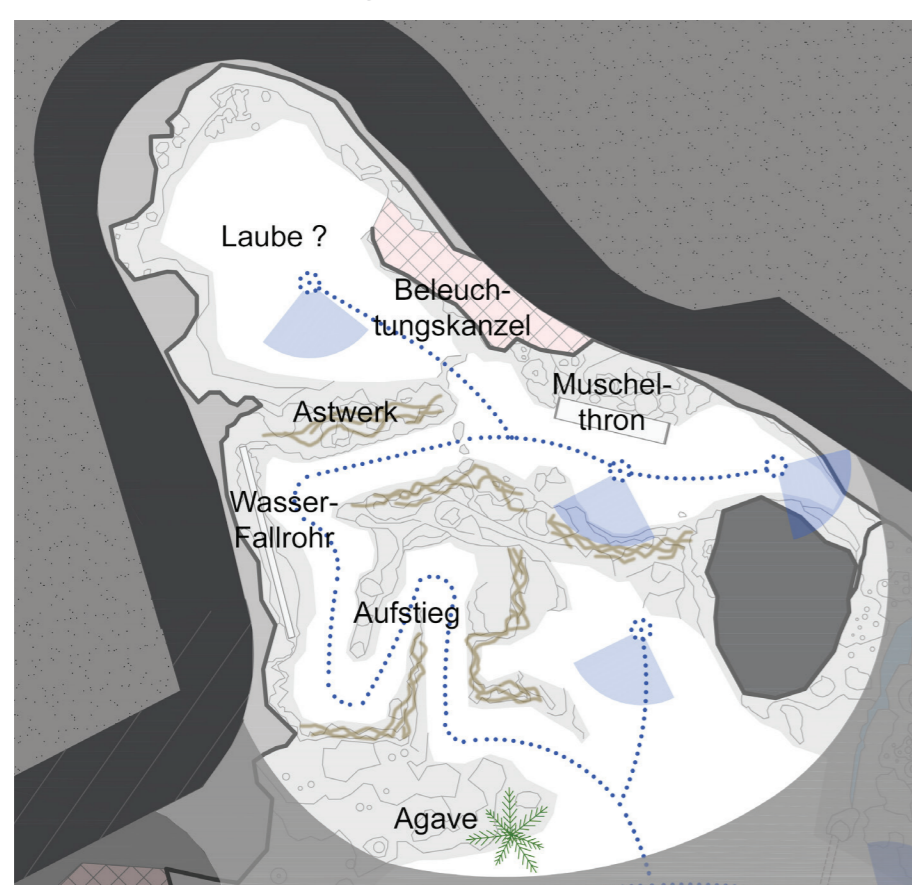 Laube ?
Beleuch-
tungskanzel
Muschel-
thron
Astwerk
Wasser-
Fallrohr
Aufstieg
Agave